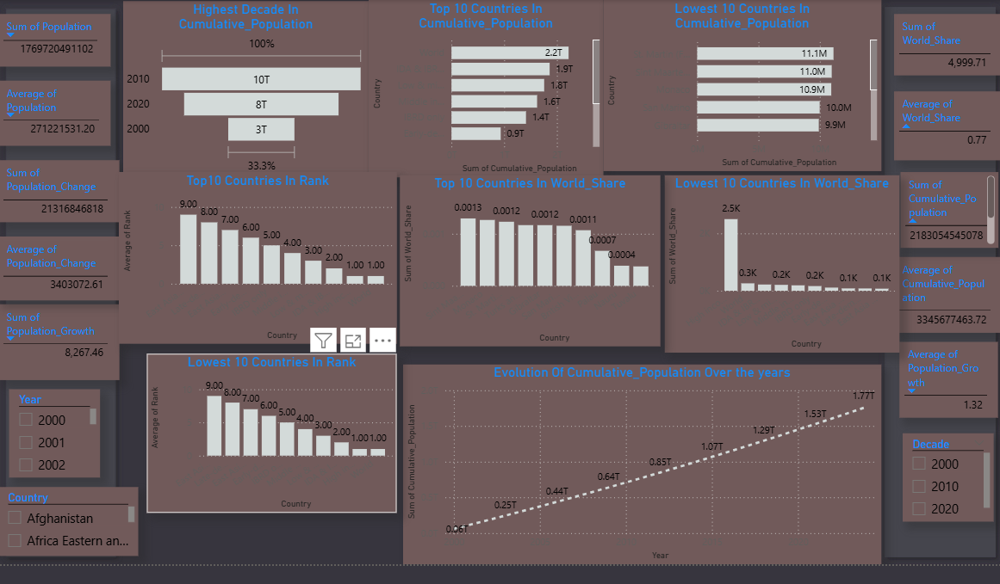 Sum of Population
1769720491102
Average of
Population
271221531.20
Sum of
Population_Change
21316846818
Average of
Population_Change
3403072.61
Sum of
Population_Growth
8,267.46
Year
2000
2001
2002
Country
Afghanistan
Africa Eastern an...
Highest Decade In
Cumulative_Population
100%
2010
10T
2020
8T
2000
3T
33.3%
Top 10 Countries In
Cumulative_Population
Country
2.2T
1.9T
1.8T
1.6T
1.4T
0.9T
Sum of Cumulative_Population
Lowest 10 Countries In
Cumulative_Population
Country
11.1M
11.0M
10.9M
10.0M
9.9M
Sum of Cumulative_Population
Top10 Countries In Rank
Average of Rank
9.00
8.00
7.00
6.00
5.00
4.00
3.00
2.00
1.00
1.00
Country
Top 10 Countries In World_Share
Sum of World_Share
0.0013
0.0012
0.0012
0.0011
0.0007
0.0004
Country
Lowest 10 Countries In World_Share
Sum of World_Share
2.5K
0.3K
0.2K
0.2K
0.1K
0.1K
Country
Lowest 10 Countries In Rank
Average of Rank
9.00
8.00
7.00
6.00
5.00
4.00
3.00
2.00
1.00
1.00
Country
Evolution Of Cumulative_Population Over the years
Sum of Cumulative_Population
0.06T
0.25T
0.44T
0.64T
0.85T
1.07T
1.29T
1.53T
1.77T
Year
Sum of
World_Share
4,999.71
Average of
World_Share
0.77
Sum of
Cumulative_Po
pulation
2183054545078
Average of
Cumulative_Popul
ation
3345677463.72
Average of
Population_Gro
wth
1.32
Decade
2000
2010
2020